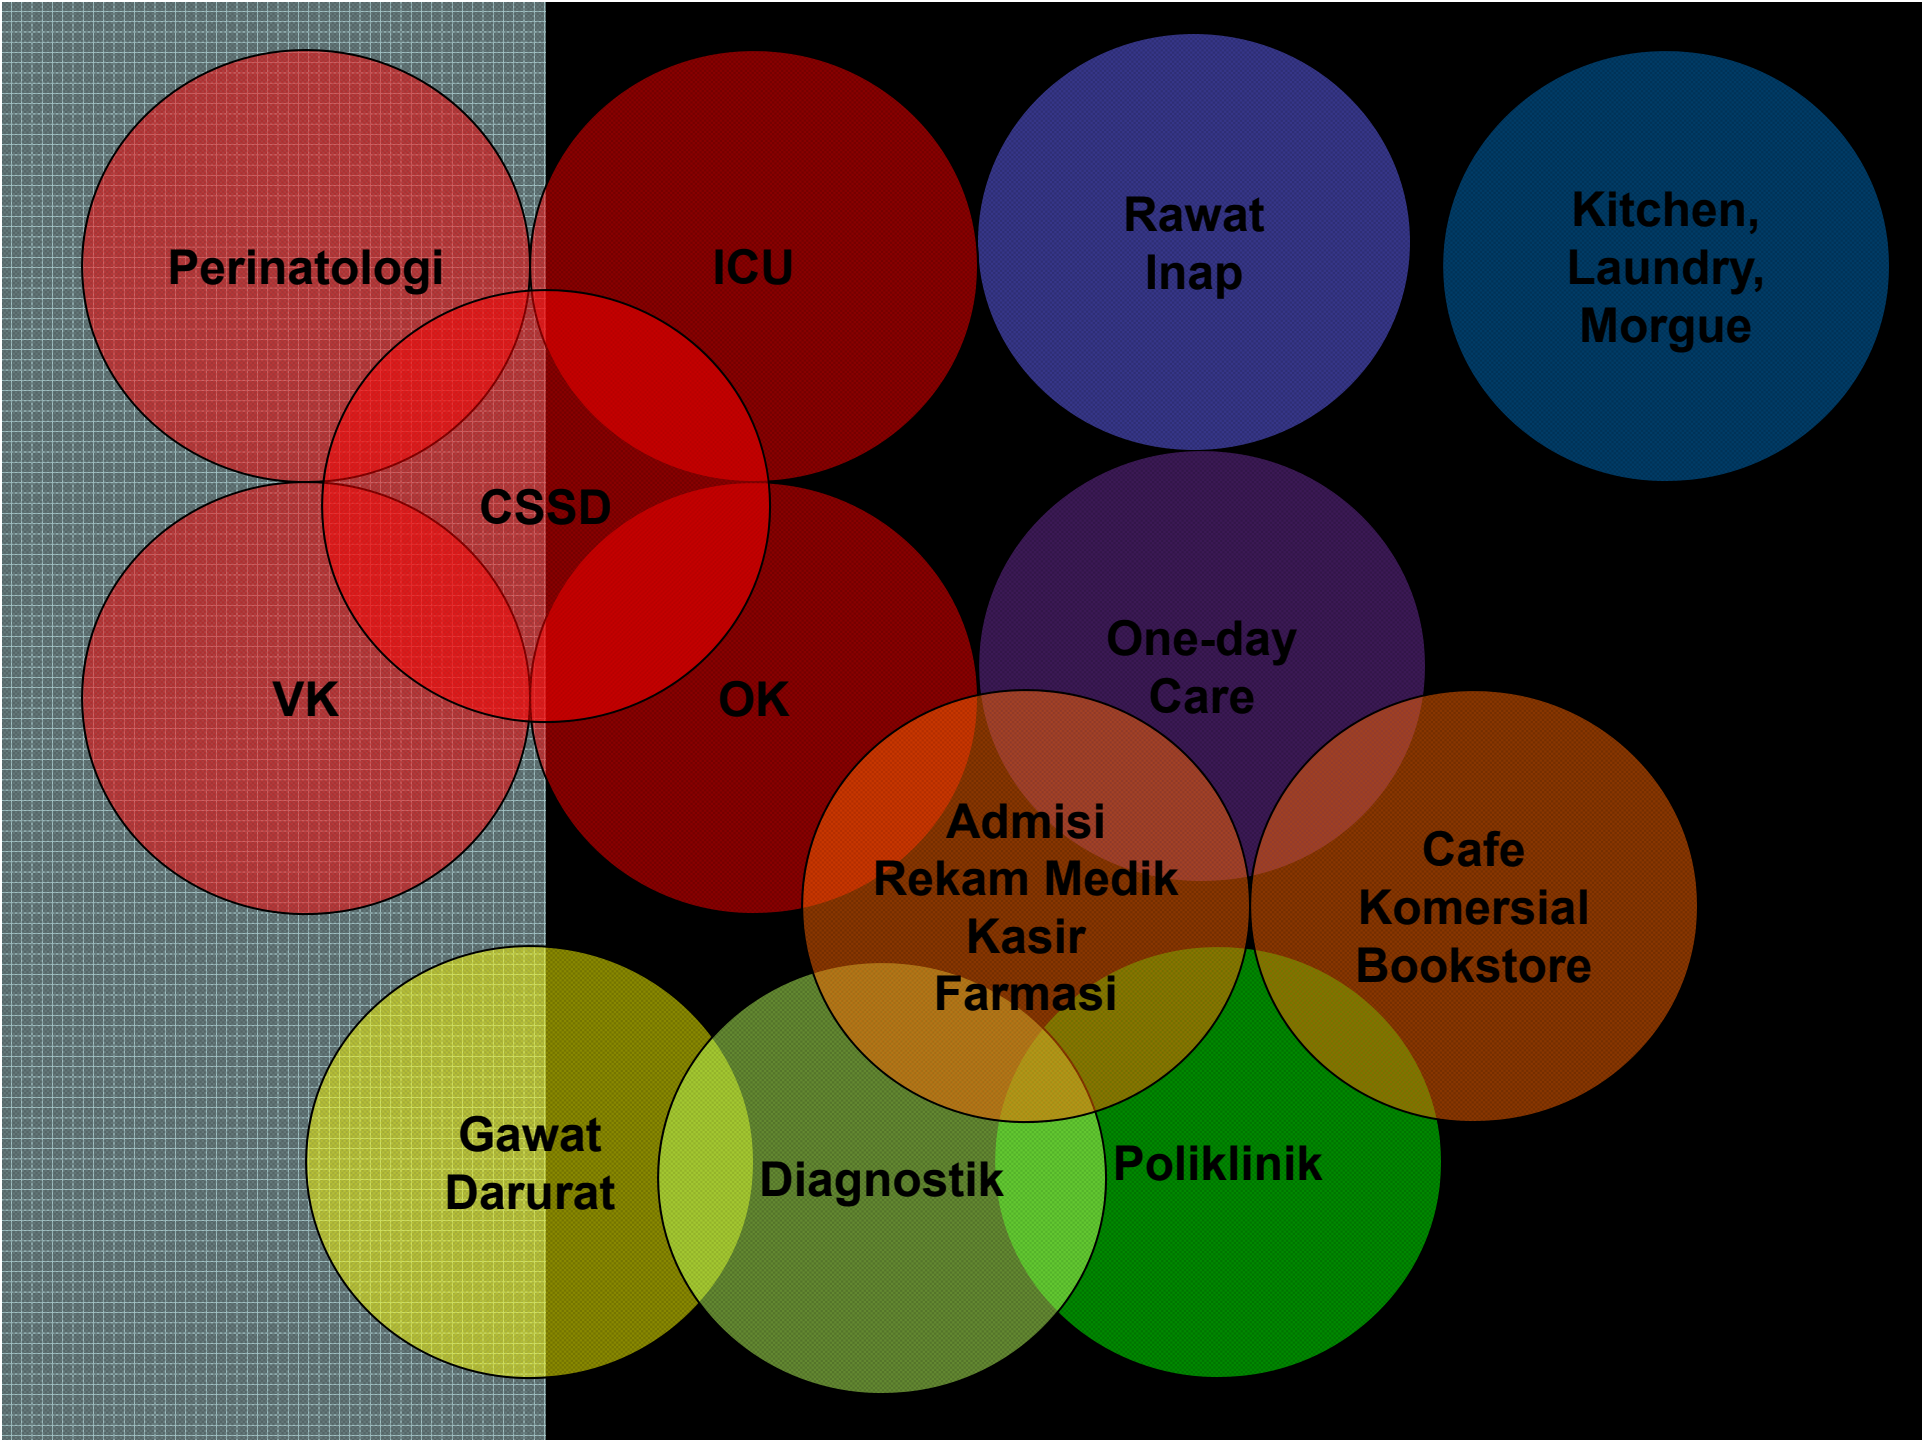 Perinatologi
ICU
Rawat
Inap
Kitchen,
Laundry,
Morgue
CSSD
VK
OK
One-day
Care
Admisi
Rekam Medik
Kasir
Farmasi
Cafe
Komersial
Bookstore
Gawat
Darurat
Diagnostik
Poliklinik